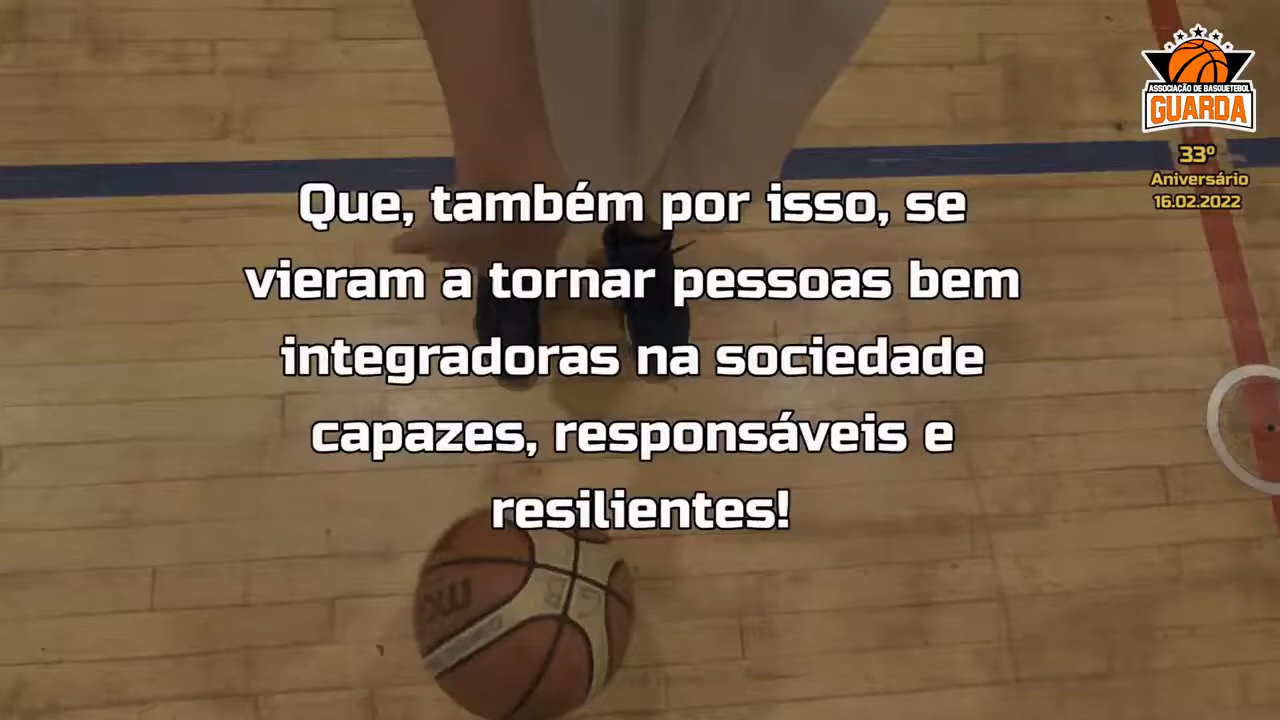 ASSOCIAÇÃO DE BASQUETEBOL
GUARDA
33º
Aniversário
16.02.2022
Que, também por isso, se
vieram a tornar pessoas bem
integradoras na sociedade
capazes, responsáveis e
resilientes!